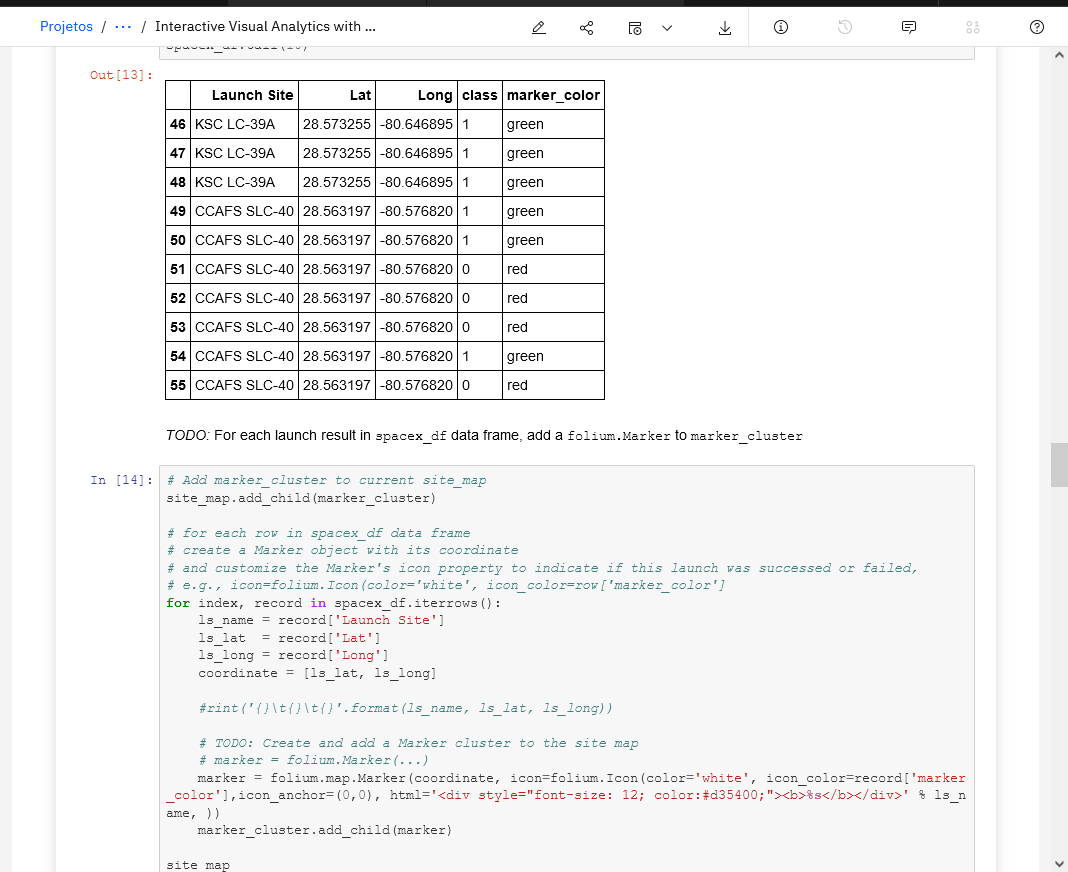 Projetos / ... / Interactive Visual Analytics with ...
Out[13]:
Launch Site Lat Long class marker_color
46 KSC LC-39A 28.573255 -80.646895 1 green
47 KSC LC-39A 28.573255 -80.646895 1 green
48 KSC LC-39A 28.573255 -80.646895 1 green
49 CCAFS SLC-40 28.563197 -80.576820 1 green
50 CCAFS SLC-40 28.563197 -80.576820 1 green
51 CCAFS SLC-40 28.563197 -80.576820 0 red
52 CCAFS SLC-40 28.563197 -80.576820 0 red
53 CCAFS SLC-40 28.563197 -80.576820 0 red
54 CCAFS SLC-40 28.563197 -80.576820 1 green
55 CCAFS SLC-40 28.563197 -80.576820 0 red
TODO: For each launch result in spacex_df data frame, add a folium.Marker to marker_cluster
In [14]:
# Add marker_cluster to current site_map
site_map.add_child(marker_cluster)
# for each row in spacex_df data frame
# create a Marker object with its coordinate
# and customize the Marker's icon property to indicate if this launch was successed or failed,
# e.g., icon=folium.Icon(color='white', icon_color=row['marker_color']
for index, record in spacex_df.iterrows():
    ls_name = record['Launch Site']
    ls_lat  = record['Lat']
    ls_long = record['Long']
    coordinate = [ls_lat, ls_long]
    #rint('{}\t{}\t{}'.format(ls_name, ls_lat, ls_long))
    # TODO: Create and add a Marker cluster to the site map
    # marker = folium.Marker(...)
    marker = folium.map.Marker(coordinate, icon=folium.Icon(color='white', icon_color=record['marker
_color'],icon_anchor=(0,0), html='<div style="font-size: 12; color:#d35400;"><b>%s</b></div>' % ls_n
ame, ))
    marker_cluster.add_child(marker)
site_map